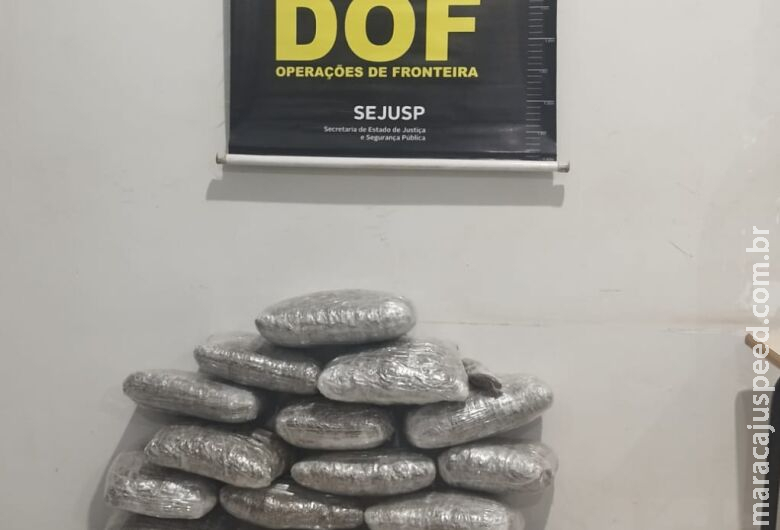 DOF
OPERAÇÕES DE FRONTEIRA
SEJUSP
Secretaria de Estado de Justiça
e Segurança Pública
maracajuspeed.com.br